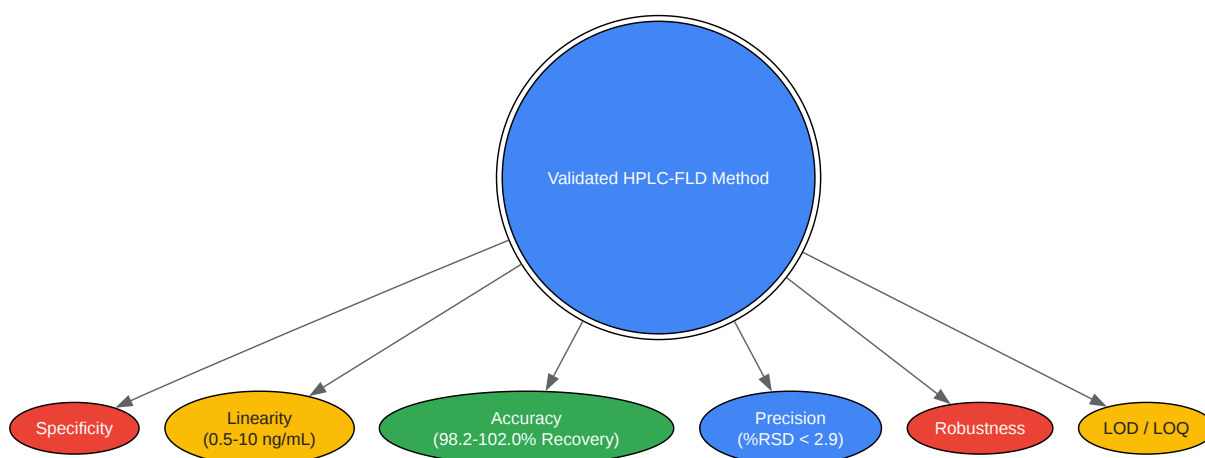 Validated HPLC-FLD Method
Specificity
Linearity
(0.5-10 ng/mL)
Accuracy
(98.2-102.0% Recovery)
Precision
(%RSD < 2.9)
Robustness
LOD / LOQ